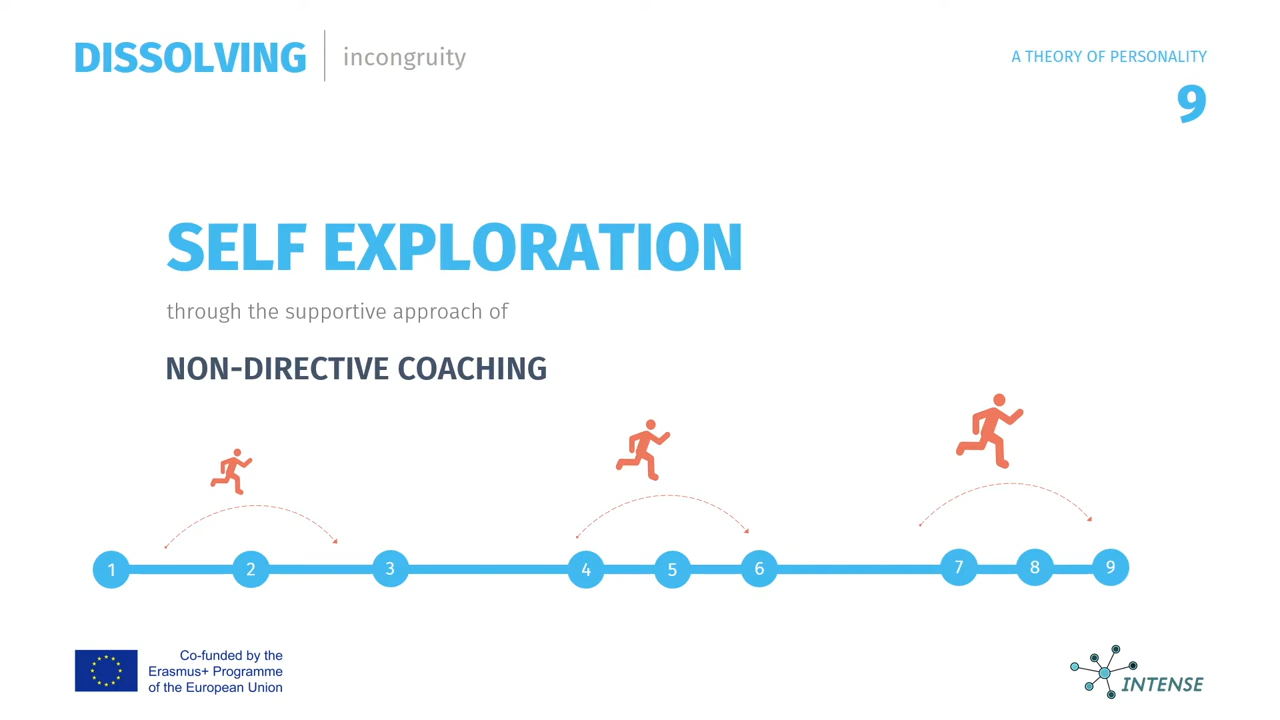 DISSOLVING
incongruity
A THEORY OF PERSONALITY
9
SELF EXPLORATION
through the supportive approach of
NON-DIRECTIVE COACHING
1
2
3
4
5
6
7
8
9
Co-funded by the
Erasmus+ Programme
of the European Union
INTENSE